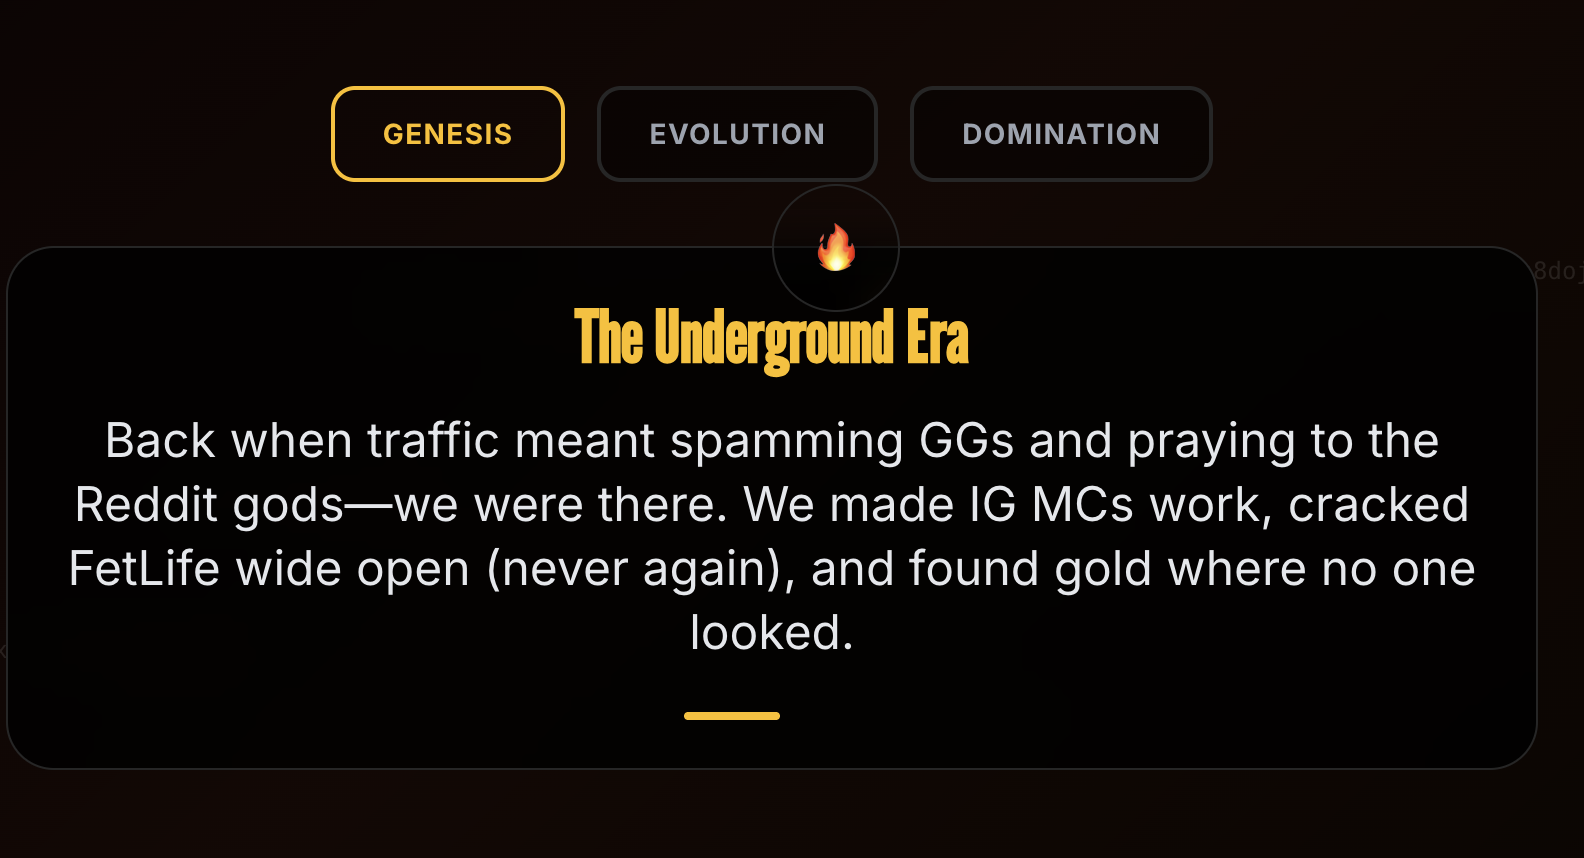 GENESIS
EVOLUTION
DOMINATION
The Underground Era
Back when traffic meant spamming GGs and praying to the
Reddit gods—we were there. We made IG MCs work, cracked
FetLife wide open (never again), and found gold where no one
looked.
8doj